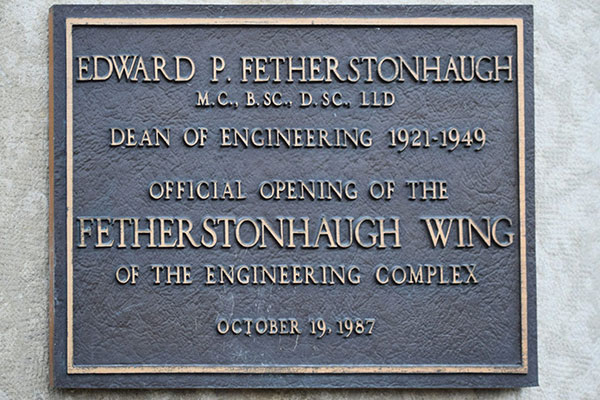 EDWARD P. FETHERSTONHAUGH
M.C., B.SC., D.SC., LLD
DEAN OF ENGINEERING 1921-1949
OFFICIAL OPENING OF THE
FETHERSTONHAUGH WING
OF THE ENGINEERING COMPLEX
OCTOBER 19, 1987